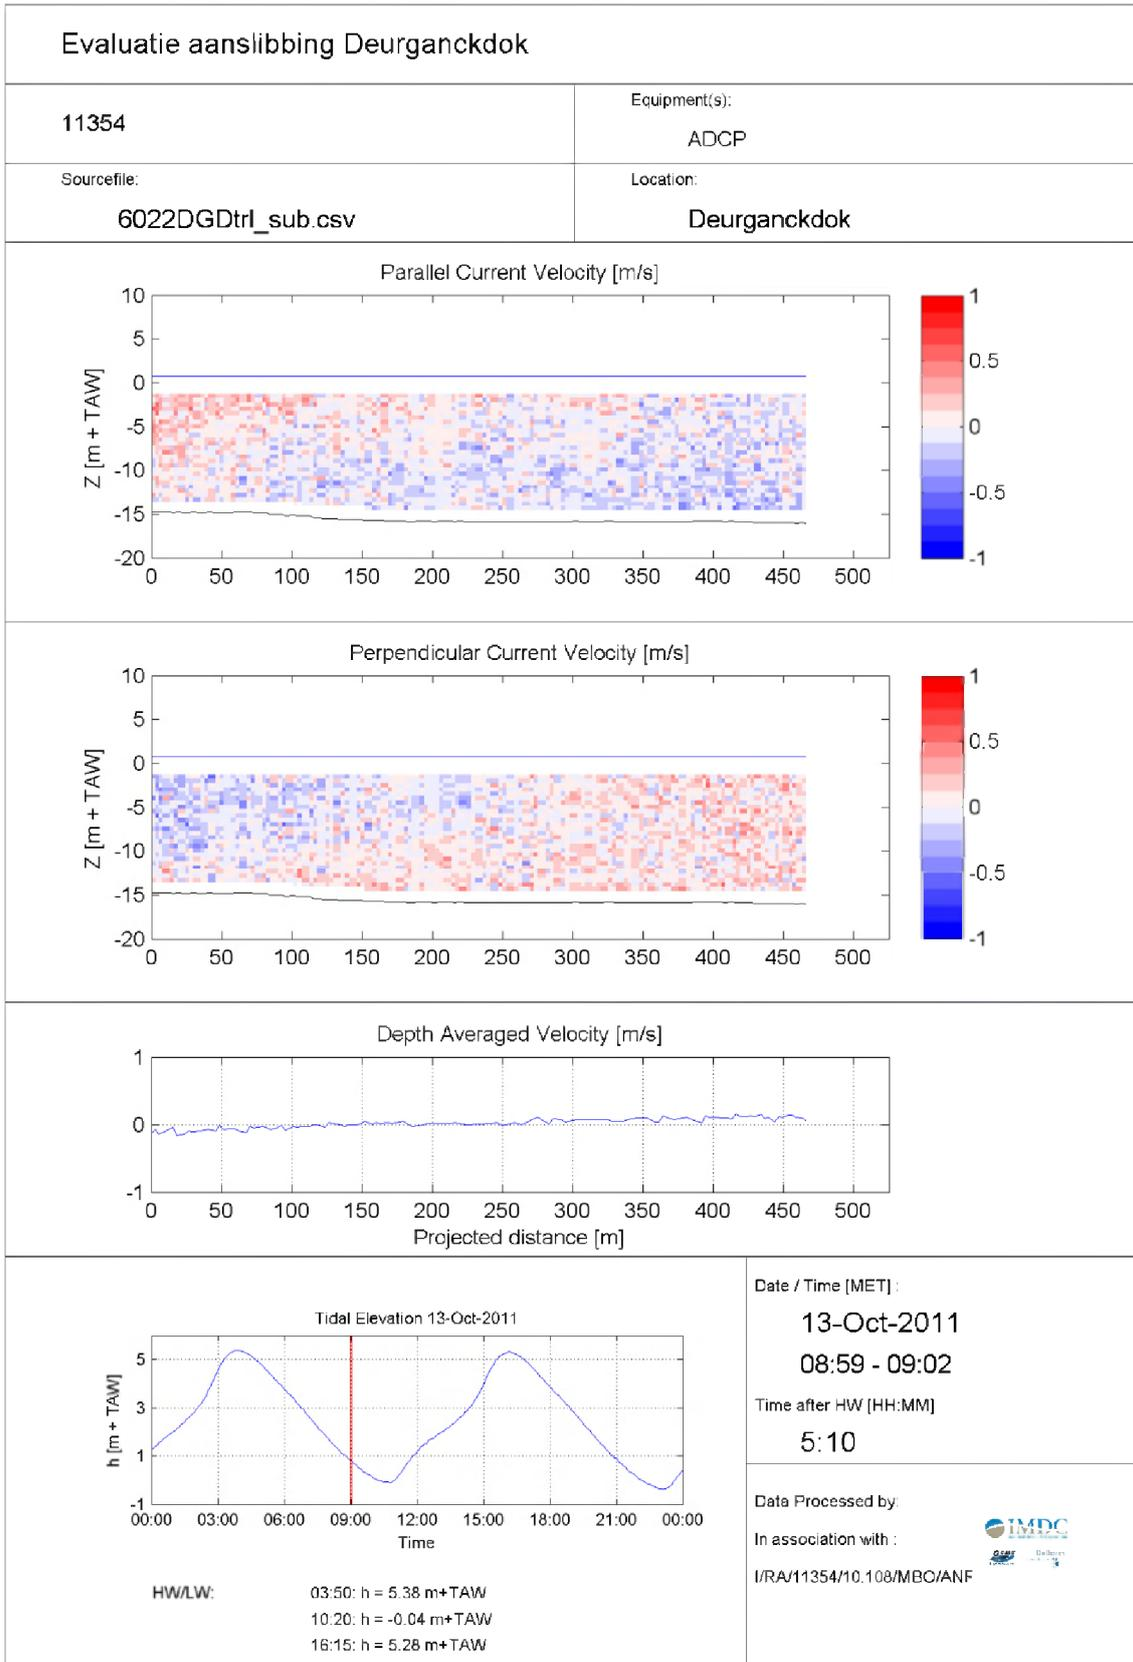 Evaluatie aanslibbing Deurganckdok
11354
Equipment(s):
ADCP
Sourcefile:
6022DGDtrl_sub.csv
Location:
Deurganckdok
Parallel Current Velocity [m/s]
10
5
0
-5
-10
-15
-20
Z [m + TAW]
0 50 100 150 200 250 300 350 400 450 500
1
0.5
0
-0.5
-1
Perpendicular Current Velocity [m/s]
10
5
0
-5
-10
-15
-20
Z [m + TAW]
0 50 100 150 200 250 300 350 400 450 500
1
0.5
0
-0.5
-1
Depth Averaged Velocity [m/s]
1
0
-1
0 50 100 150 200 250 300 350 400 450 500
Projected distance [m]
Tidal Elevation 13-Oct-2011
5
3
1
-1
h [m + TAW]
00:00 03:00 06:00 09:00 12:00 15:00 18:00 21:00 00:00
Time
HW/LW:
03:50: h = 5.38 m+TAW
10:20: h = -0.04 m+TAW
16:15: h = 5.28 m+TAW
Date / Time [MET] :
13-Oct-2011
08:59 - 09:02
Time after HW [HH:MM]
5:10
Data Processed by:
IMDC
In association with :
I/RA/11354/10.108/MBO/ANF